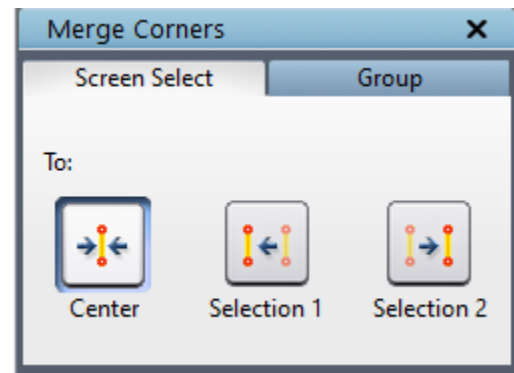 Merge Corners
Screen Select Group
To:
Center Selection 1 Selection 2